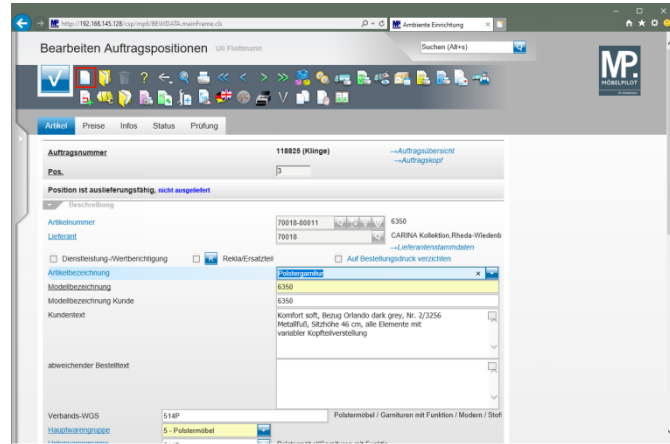 http://192.168.145.128/csp/mp8/BEWIDATA.mainFrame.cls
Ambiente Einrichtung
Bearbeiten Auftragspositionen Uli Flottmann
Suchen (Alt+s)
MP.
MÖBELPILOT
Artikel Preise Infos Status Prüfung
Auftragsnummer 118825 (Klinge) →Auftragsübersicht
→Auftragskopf
Pos. 3
Position ist auslieferungsfähig, nicht ausgeliefert
Beschreibung
Artikelnummer 70018-80011 6350
Lieferant 70018 CARINA Kollektion,Rheda-Wiedenb
→Lieferantenstammdaten
Dienstleistung-/Wertberichtigung R Rekla/Ersatzteil Auf Bestellungsdruck verzichten
Artikelbezeichnung Polstergarnitur
Modellbezeichnung 6350
Modellbezeichnung Kunde 6350
Kundentext Komfort soft, Bezug Orlando dark grey, Nr. 2/3256
Metallfuß, Sitzhöhe 46 cm, alle Elemente mit
variabler Kopfteilverstellung
abweichender Bestelltext
Verbands-WGS 514P Polstermöbel / Garnituren mit Funktion / Modern / Stoff
Hauptwarengruppe 5 - Polstermöbel